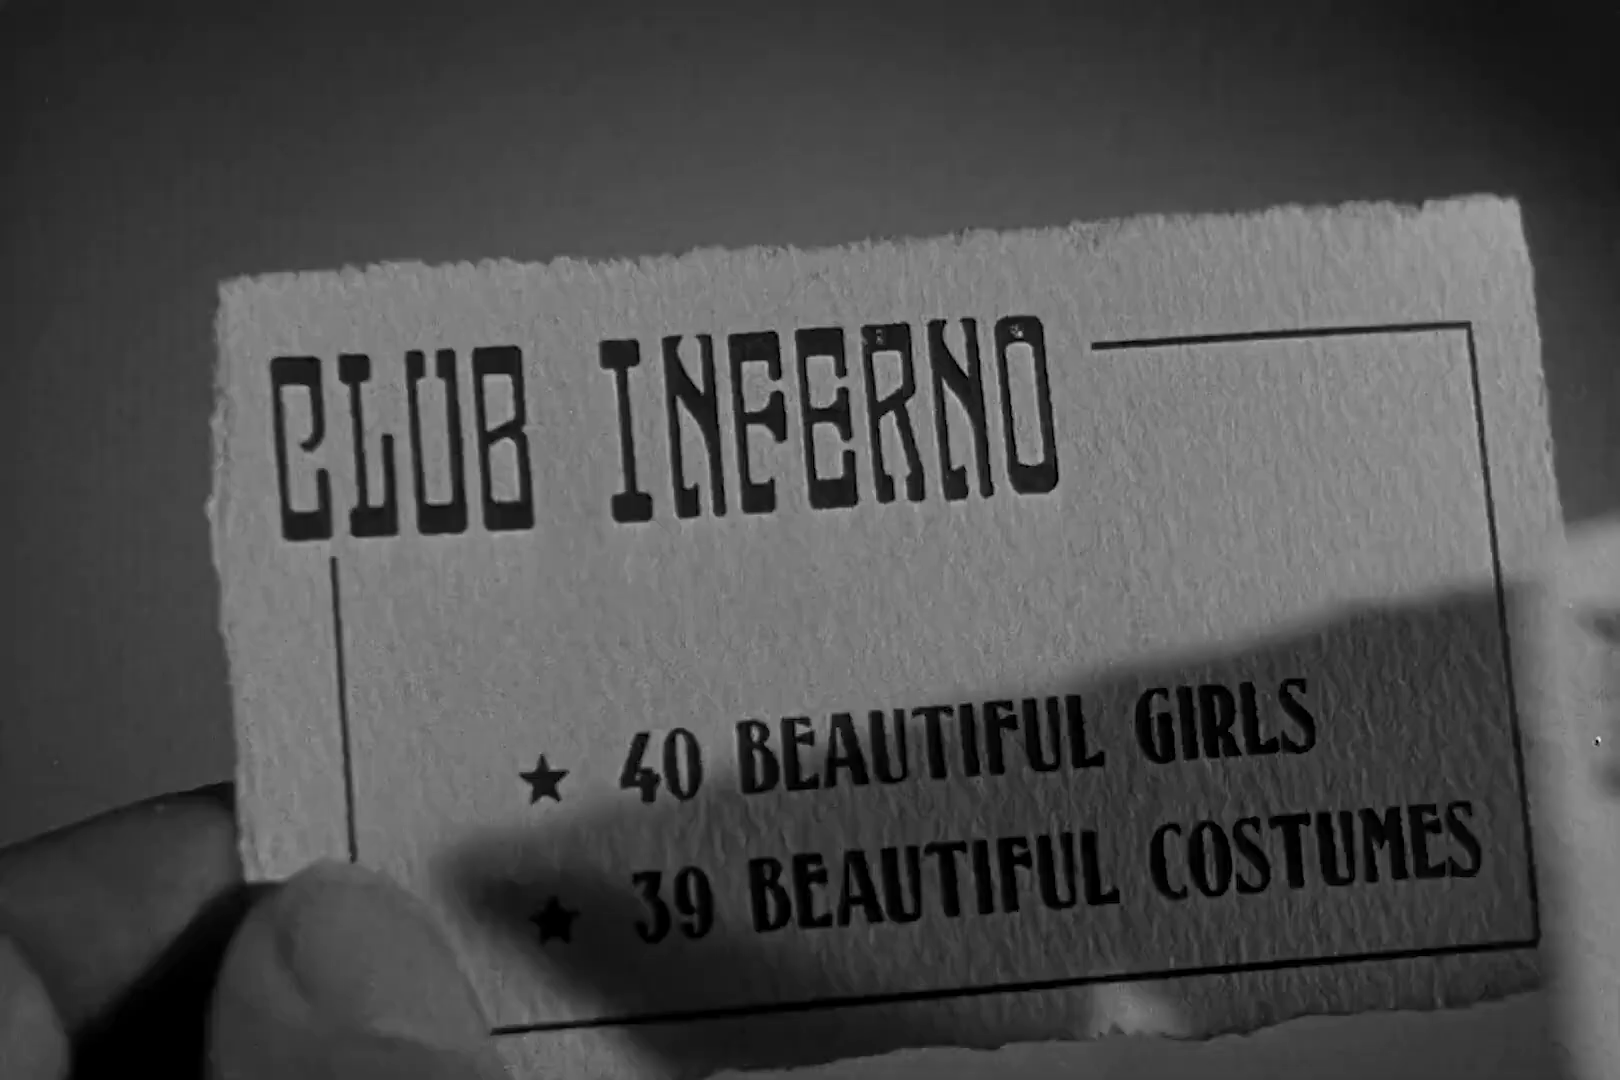 CLUB INFERNO
★ 40 BEAUTIFUL GIRLS
★ 39 BEAUTIFUL COSTUMES